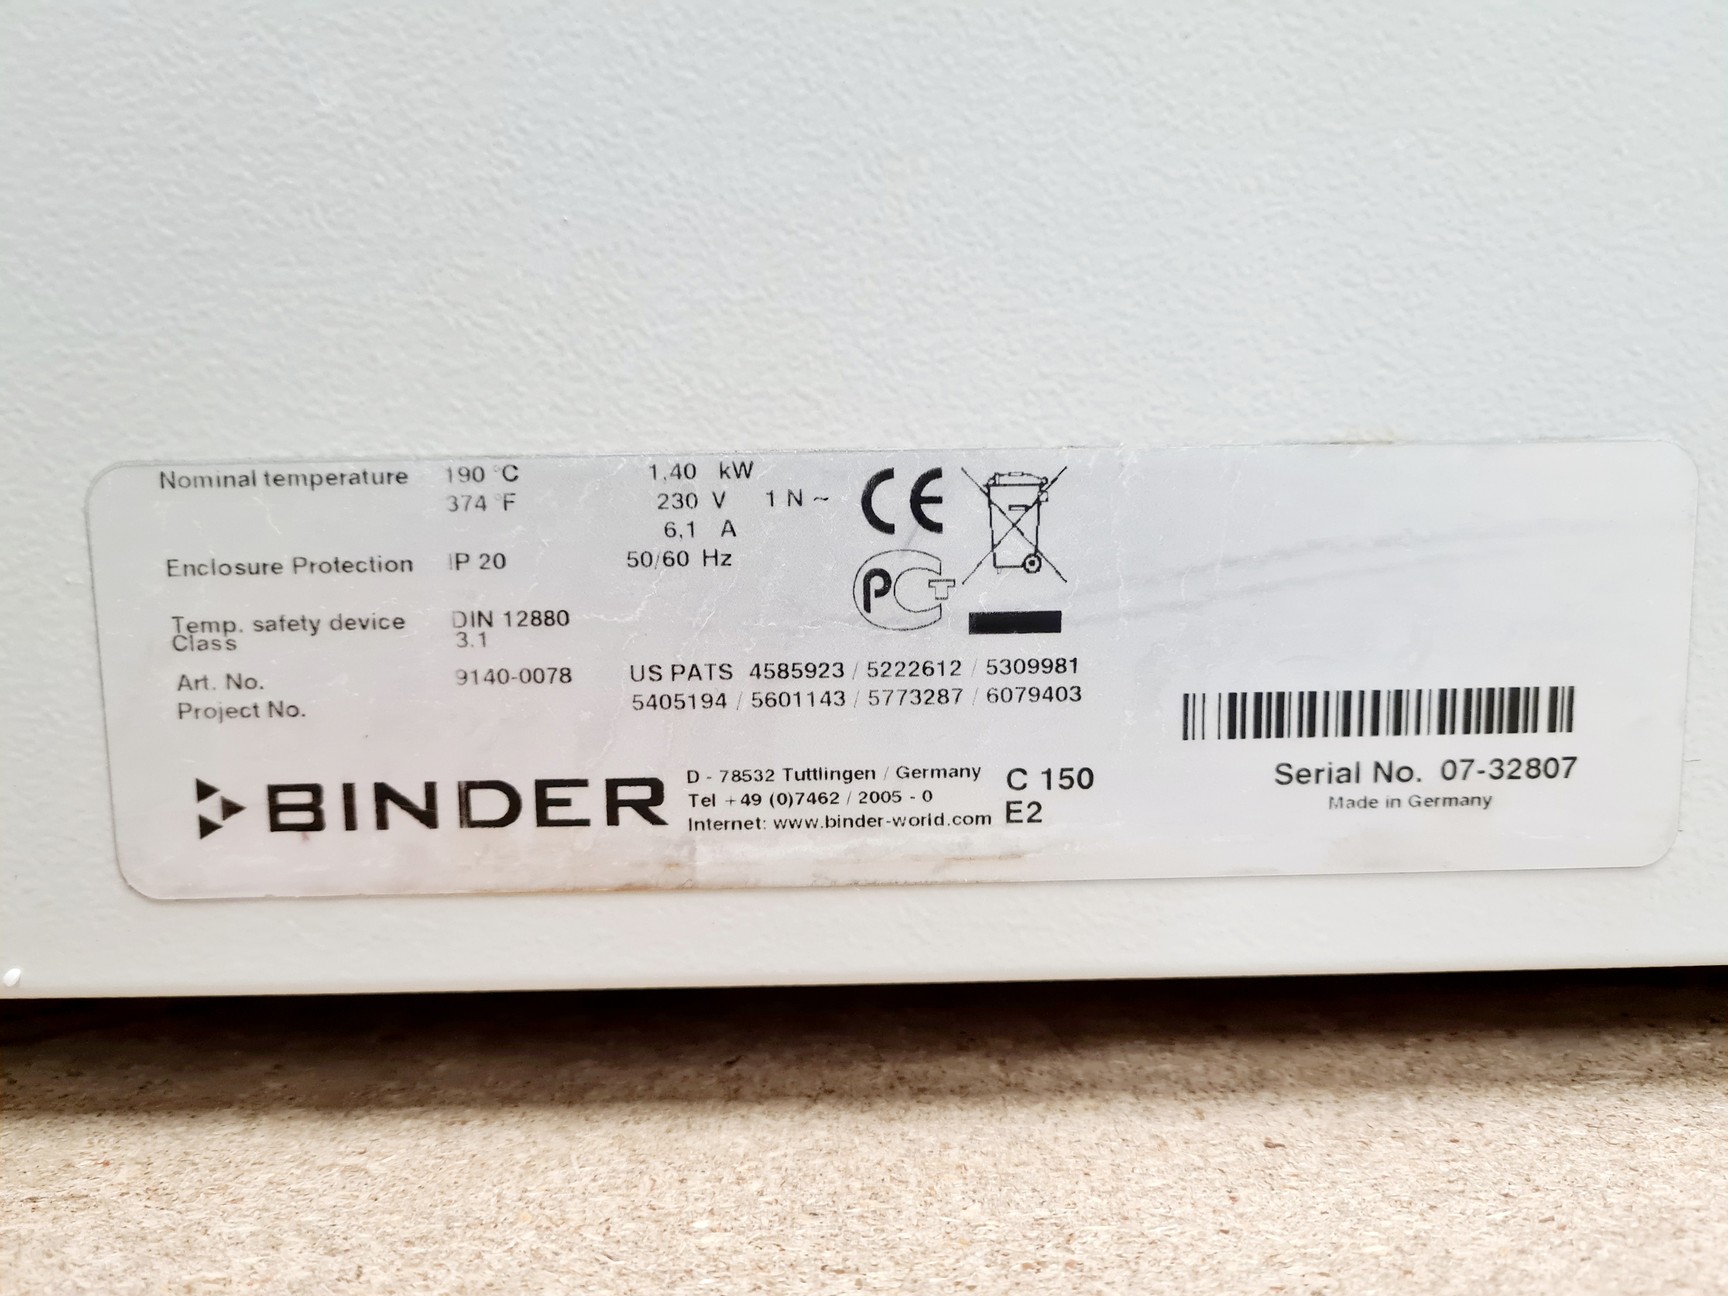 Nominal temperature 190 °C 1,40 kW
374 °F 230 V 1 N ~
6,1 A
Enclosure Protection IP 20 50/60 Hz
CE
PC
Temp. safety device DIN 12880
Class 3.1
Art. No. 9140-0078 US PATS 4585923 / 5222612 / 5309981
Project No. 5405194 / 5601143 / 5773287 / 6079403
BINDER
D - 78532 Tuttlingen / Germany
Tel +49 (0)7462 / 2005 - 0
Internet: www.binder-world.com
C 150
E2
Serial No. 07-32807
Made in Germany